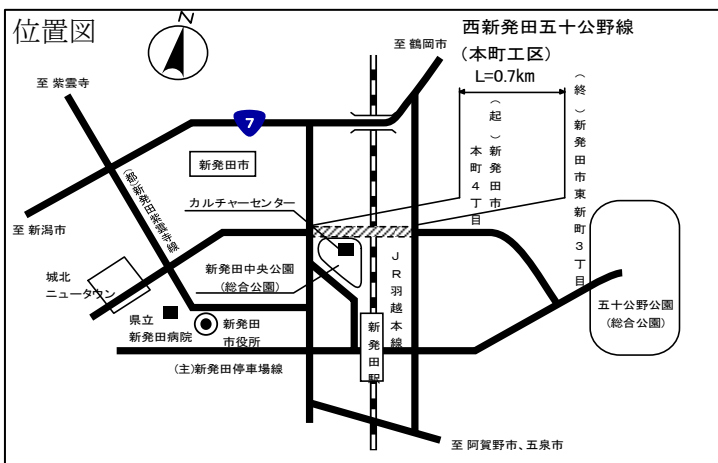 位置図
N
西新発田五十公野線
(本町工区)
L=0.7km
至 鶴岡市
至 紫雲寺
7
新発田市
(都)新発田紫雲寺線
カルチャーセンター
(起)新発田市
本町4丁目
(終)新発田市東新町3丁目
至 新潟市
城北
ニュータウン
新発田中央公園
(総合公園)
JR羽越本線
五十公野公園
(総合公園)
県立
新発田病院
新発田
市役所
新発田駅
(主)新発田停車場線
至 阿賀野市、五泉市